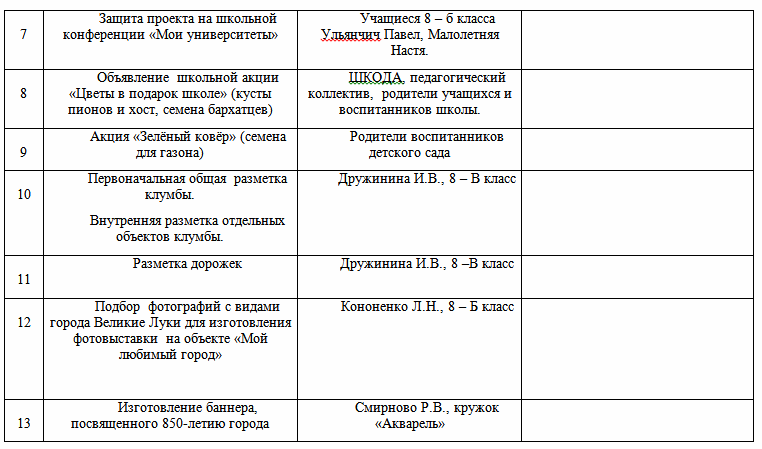 7
Защита проекта на школьной
конференции «Мои университеты»
Учащиеся 8 – б класса
Ульянчич Павел, Малолетняя
Настя.
8
Объявление школьной акции
«Цветы в подарок школе» (кусты
пионов и хост, семена бархатцев)
ШКОДА, педагогический
коллектив, родители учащихся и
воспитанников школы.
9
Акция «Зелёный ковёр» (семена
для газона)
Родители воспитанников
детского сада
10
Первоначальная общая разметка
клумбы.
Внутренняя разметка отдельных
объектов клумбы.
Дружинина И.В., 8 – В класс
11
Разметка дорожек
Дружинина И.В., 8 –В класс
12
Подбор фотографий с видами
города Великие Луки для изготовления
фотовыставки на объекте «Мой
любимый город»
Кононенко Л.Н., 8 – Б класс
13
Изготовление баннера,
посвященного 850-летию города
Смирново Р.В., кружок
«Акварель»